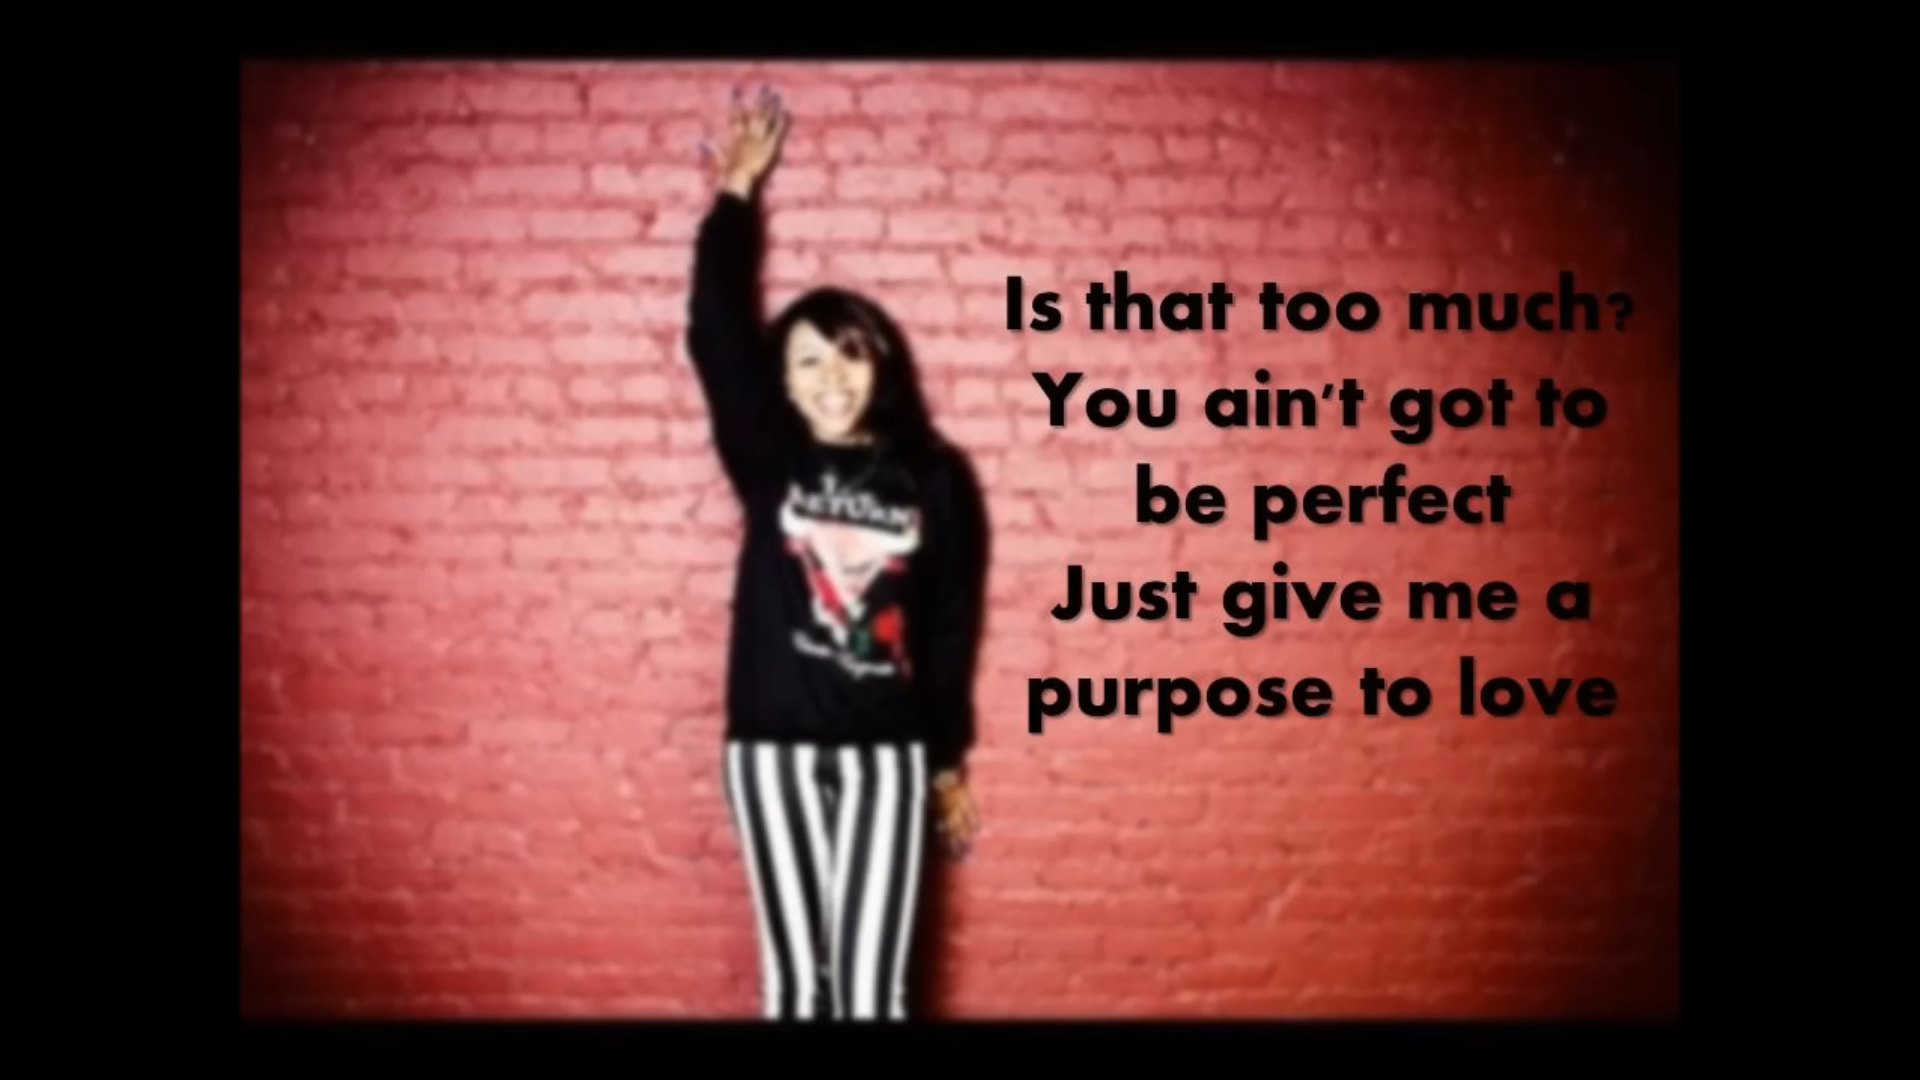 Is that too much?
You ain't got to
be perfect
Just give me a
purpose to love